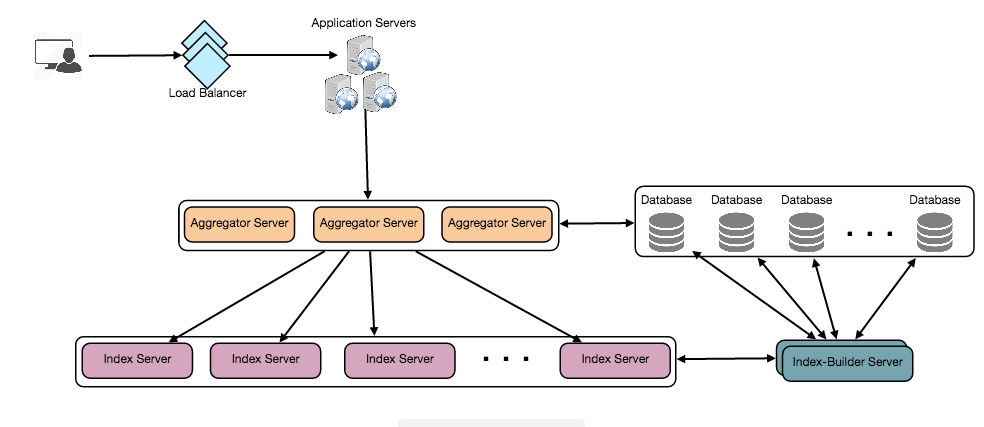 Application Servers
Load Balancer
Database Database Database Database
Aggregator Server Aggregator Server Aggregator Server
. . .
. . .
Index Server Index Server Index Server Index Server
Index-Builder Server